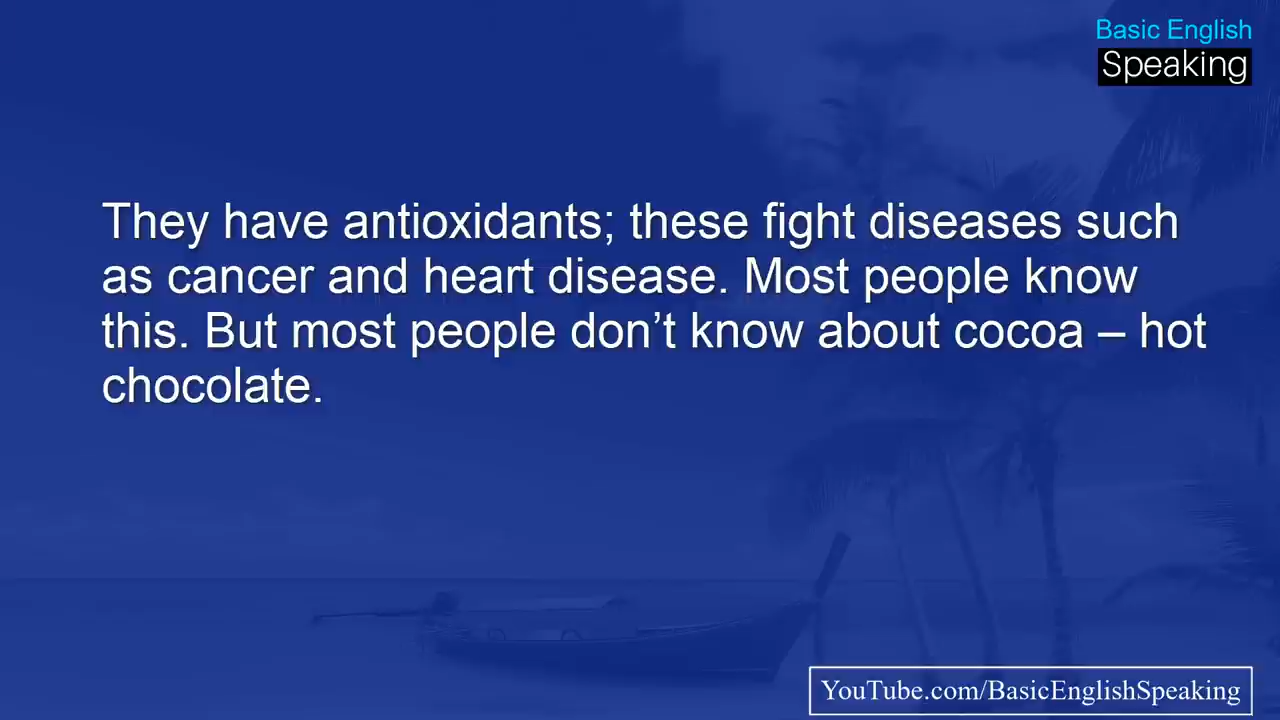 Basic English
Speaking
They have antioxidants; these fight diseases such
as cancer and heart disease. Most people know
this. But most people don’t know about cocoa – hot
chocolate.
YouTube.com/BasicEnglishSpeaking